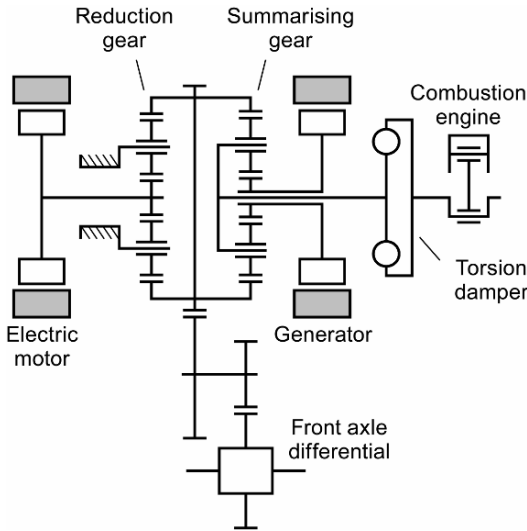 Reduction
gear
Summarising
gear
Combustion
engine
Torsion
damper
Electric
motor
Generator
Front axle
differential